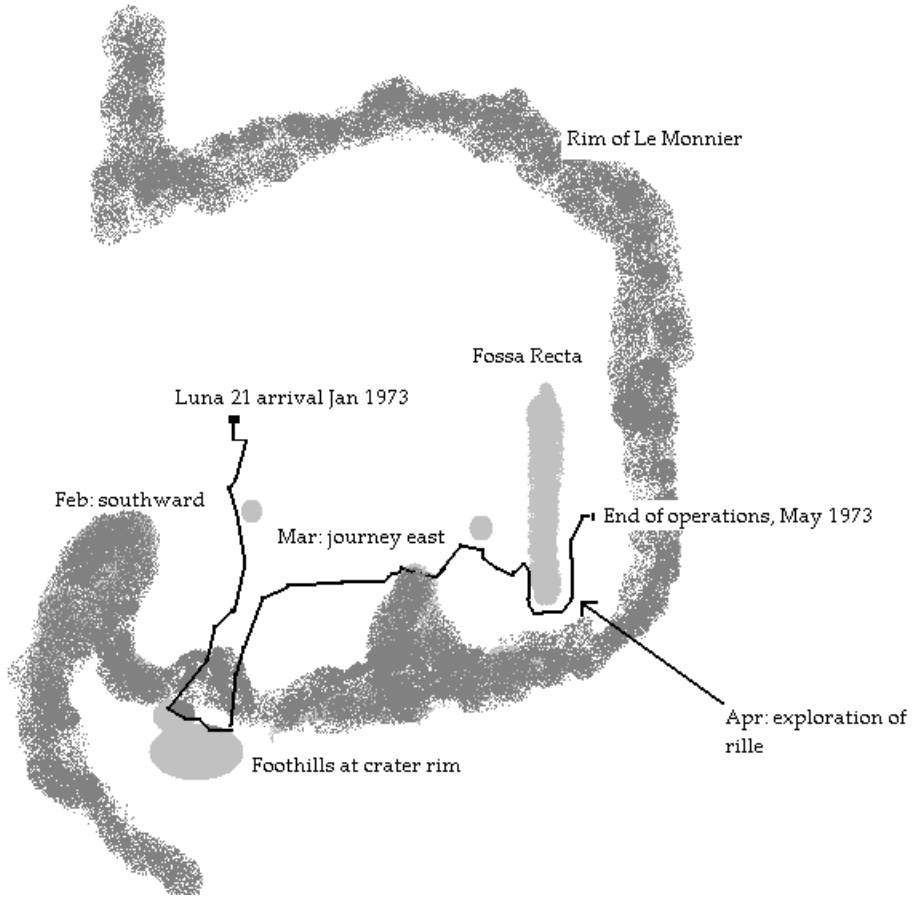 Rim of Le Monnier
Fossa Recta
Luna 21 arrival Jan 1973
Feb: southward
Mar: journey east
End of operations, May 1973
Apr: exploration of
rille
Foothills at crater rim